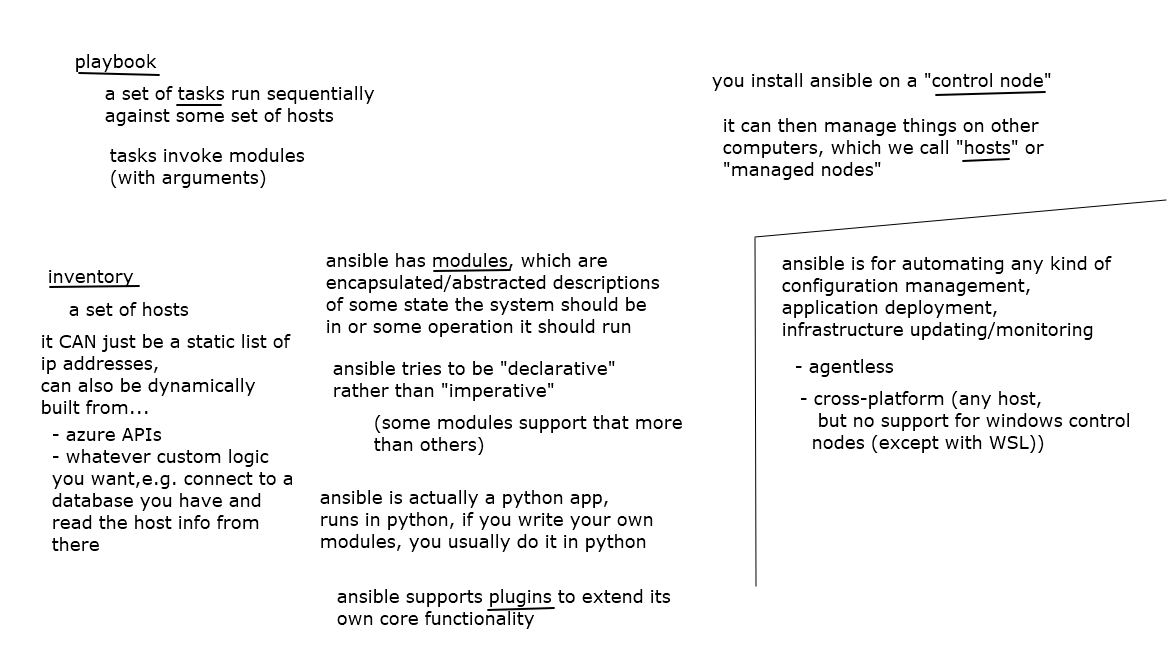 playbook
a set of tasks run sequentially
against some set of hosts
tasks invoke modules
(with arguments)
you install ansible on a "control node"
it can then manage things on other
computers, which we call "hosts" or
"managed nodes"
inventory
a set of hosts
it CAN just be a static list of
ip addresses,
can also be dynamically
built from...
- azure APIs
- whatever custom logic
you want,e.g. connect to a
database you have and
read the host info from
there
ansible has modules, which are
encapsulated/abstracted descriptions
of some state the system should be
in or some operation it should run
ansible tries to be "declarative"
rather than "imperative"
(some modules support that more
than others)
ansible is actually a python app,
runs in python, if you write your own
modules, you usually do it in python
ansible supports plugins to extend its
own core functionality
ansible is for automating any kind of
configuration management,
application deployment,
infrastructure updating/monitoring
- agentless
- cross-platform (any host,
but no support for windows control
nodes (except with WSL))